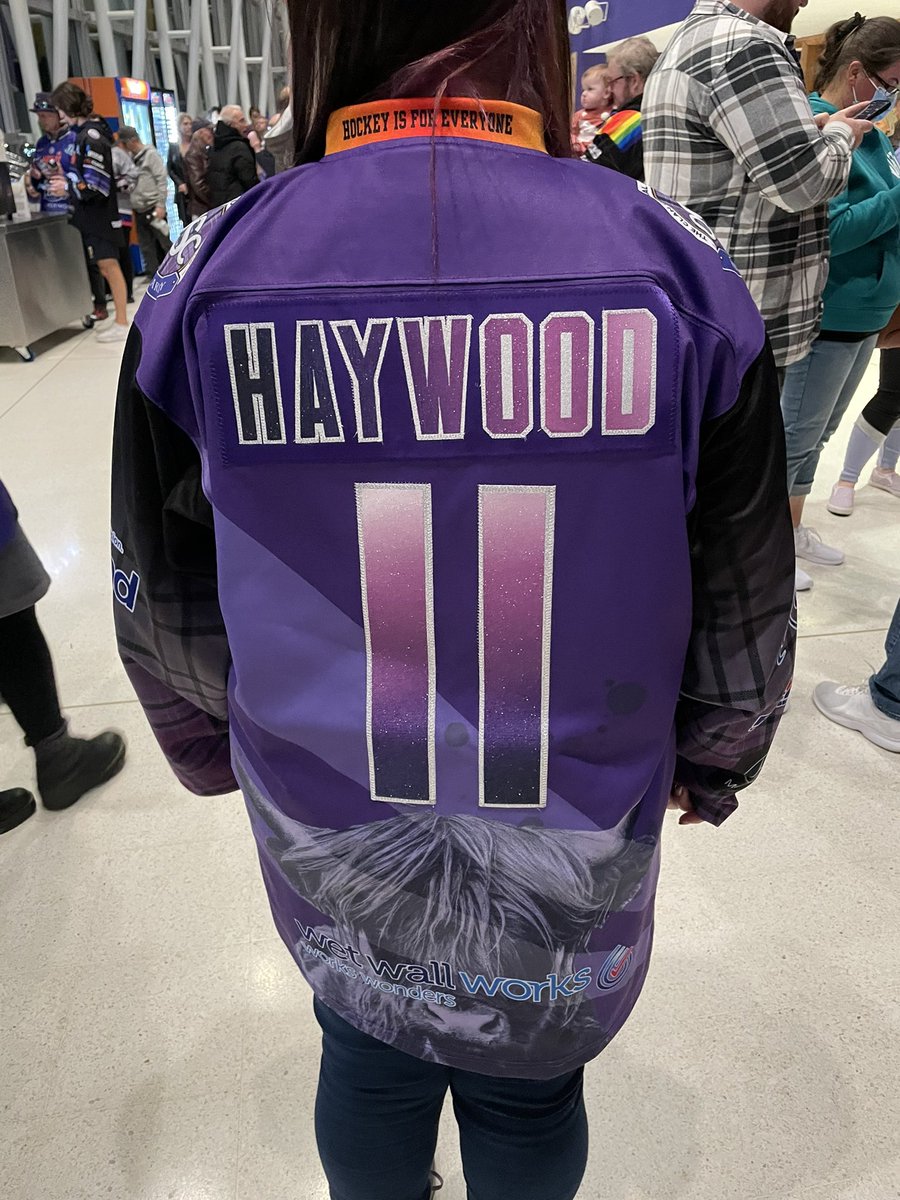 HOCKEY IS FOR EVERYONE
HAYWOOD
11
wet wall works
works wonders